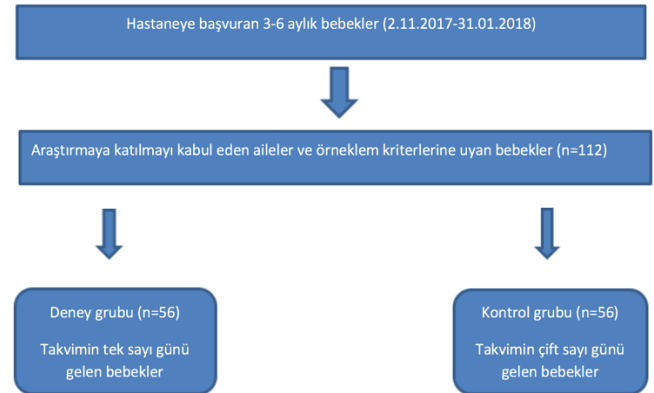 Hastaneye başvuran 3-6 aylık bebekler (2.11.2017-31.01.2018)
Araştırmaya katılmayı kabul eden aileler ve örneklem kriterlerine uyan bebekler (n=112)
Deney grubu (n=56)
Takvimin tek sayı günü
gelen bebekler
Kontrol grubu (n=56)
Takvimin çift sayı günü
gelen bebekler